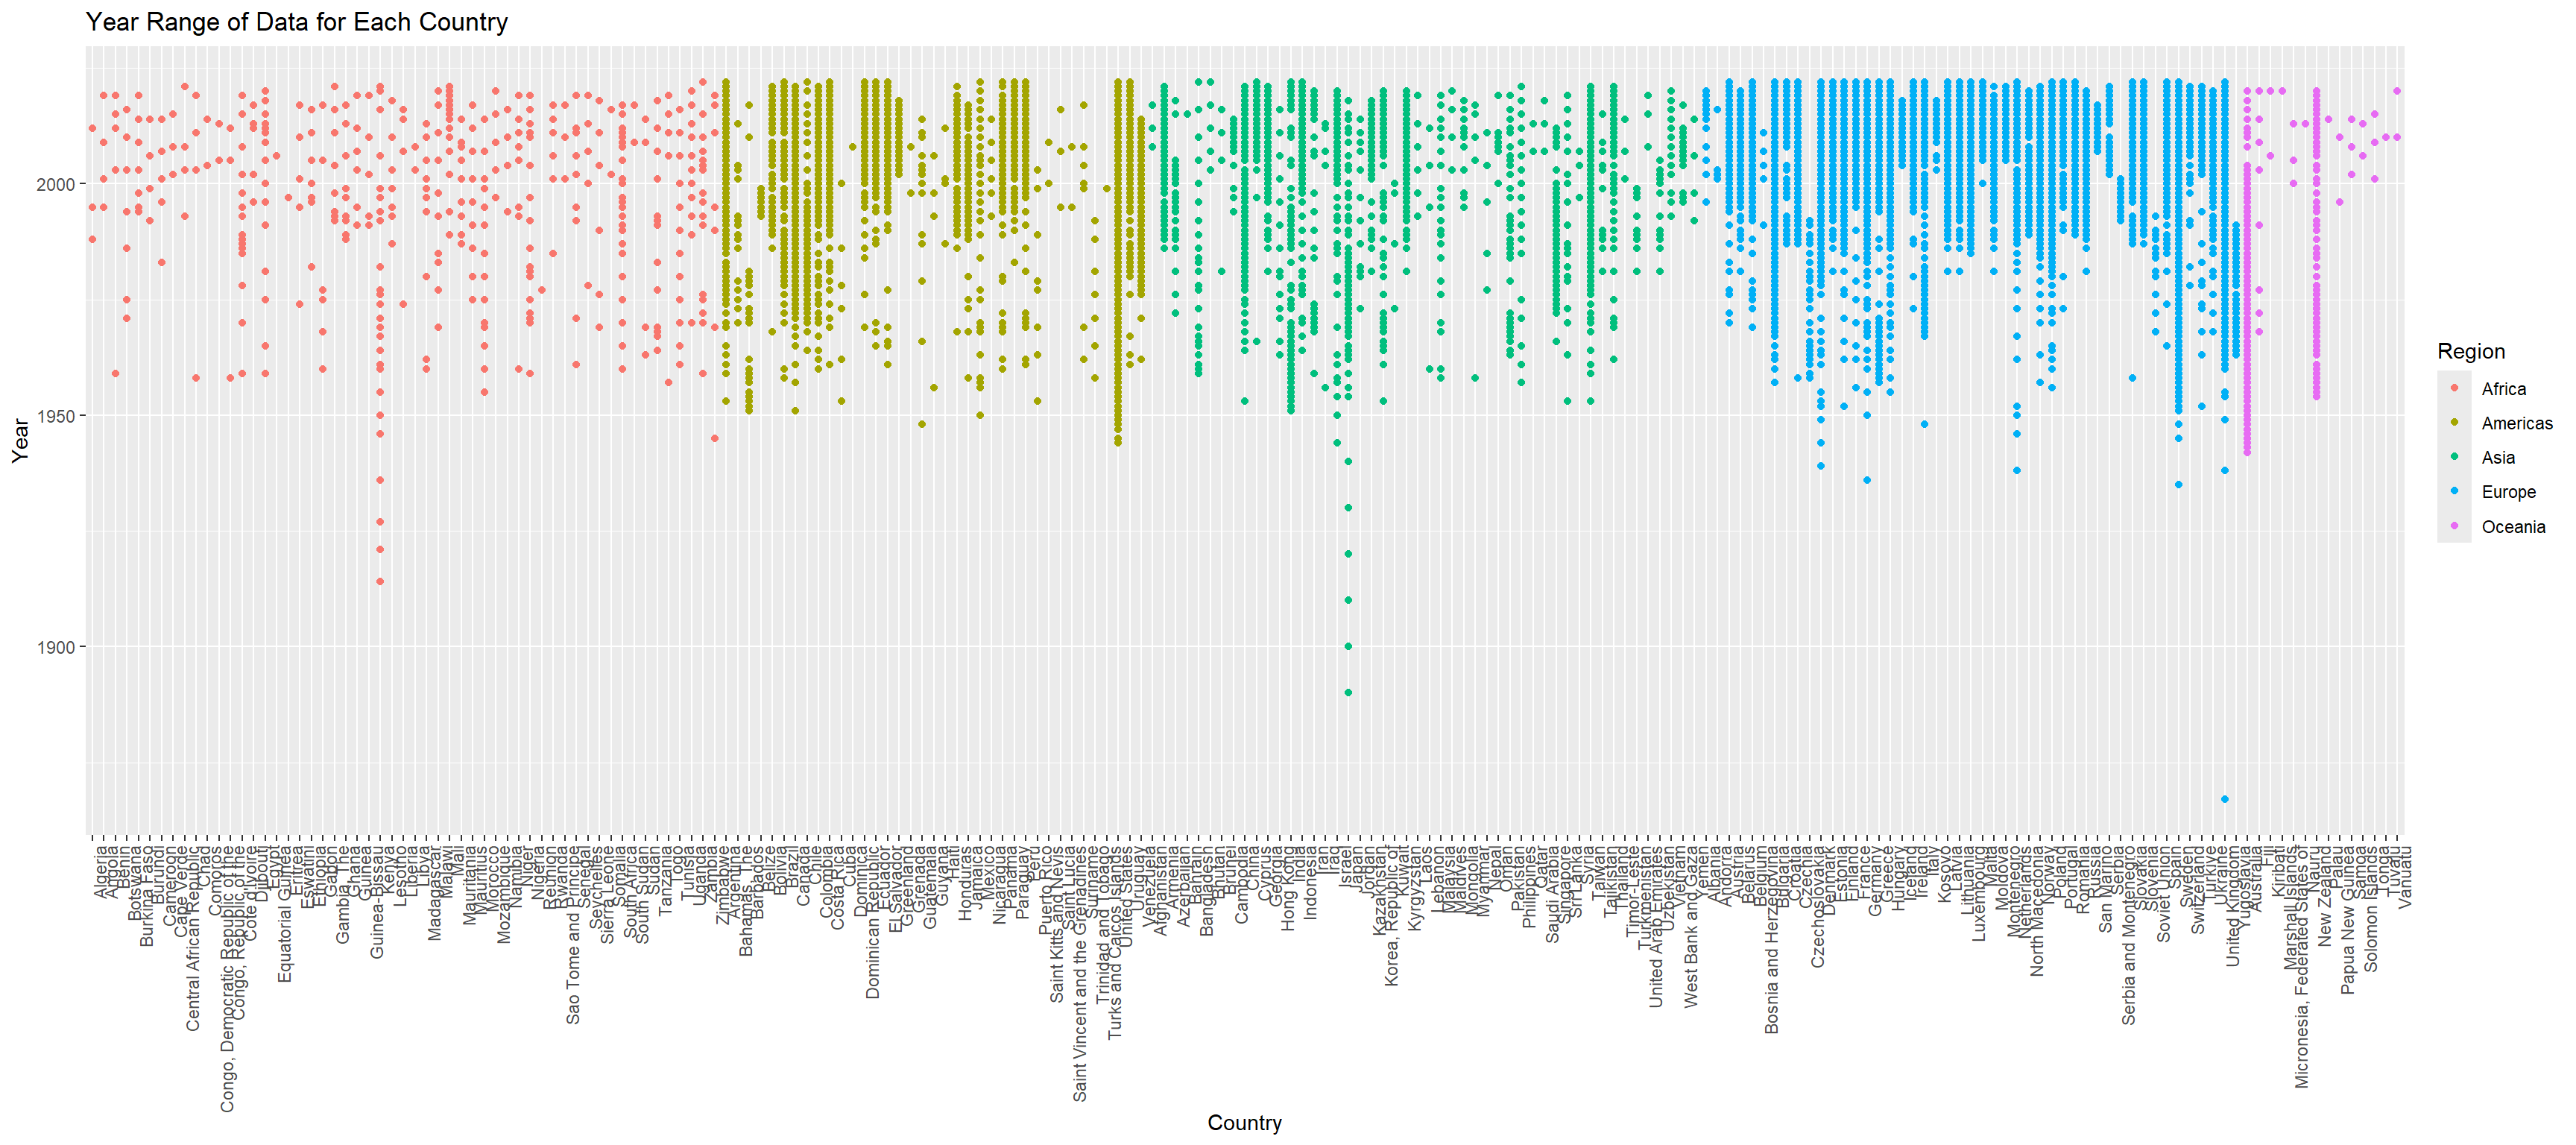 Year Range of Data for Each Country
Year
2000
1950
1900
Algeria
Angola
Benin
Botswana
Burkina Faso
Burundi
Cameroon
Cape Verde
Central African Republic
Chad
Comoros
Congo, Democratic Republic of the
Congo, Republic of the
Cote d'Ivoire
Djibouti
Egypt
Equatorial Guinea
Eritrea
Eswatini
Ethiopia
Gabon
Gambia, The
Ghana
Guinea
Guinea-Bissau
Kenya
Lesotho
Liberia
Libya
Madagascar
Malawi
Mali
Mauritania
Mauritius
Morocco
Mozambique
Namibia
Niger
Nigeria
Reunion
Rwanda
Sao Tome and Principe
Senegal
Seychelles
Sierra Leone
Somalia
South Africa
South Sudan
Sudan
Tanzania
Togo
Tunisia
Uganda
Zambia
Zimbabwe
Argentina
Bahamas, The
Barbados
Belize
Bolivia
Brazil
Canada
Chile
Colombia
Costa Rica
Cuba
Dominica
Dominican Republic
Ecuador
El Salvador
Greenland
Grenada
Guatemala
Guyana
Haiti
Honduras
Jamaica
Mexico
Nicaragua
Panama
Paraguay
Peru
Puerto Rico
Saint Kitts and Nevis
Saint Lucia
Saint Vincent and the Grenadines
Suriname
Trinidad and Tobago
Turks and Caicos Islands
United States
Uruguay
Venezuela
Afghanistan
Armenia
Azerbaijan
Bahrain
Bangladesh
Bhutan
Brunei
Cambodia
China
Cyprus
Georgia
Hong Kong
India
Indonesia
Iran
Iraq
Israel
Japan
Jordan
Kazakhstan
Korea, Republic of
Kuwait
Kyrgyzstan
Laos
Lebanon
Malaysia
Maldives
Mongolia
Myanmar
Nepal
Oman
Pakistan
Philippines
Qatar
Saudi Arabia
Singapore
Sri Lanka
Syria
Taiwan
Tajikistan
Thailand
Timor-Leste
Turkmenistan
United Arab Emirates
Uzbekistan
Vietnam
West Bank and Gaza
Yemen
Albania
Andorra
Austria
Belarus
Belgium
Bosnia and Herzegovina
Bulgaria
Croatia
Czechia
Czechoslovakia
Denmark
Estonia
Finland
France
Germany
Greece
Hungary
Iceland
Ireland
Italy
Kosovo
Latvia
Lithuania
Luxembourg
Malta
Moldova
Montenegro
Netherlands
North Macedonia
Norway
Poland
Portugal
Romania
Russia
San Marino
Serbia
Serbia and Montenegro
Slovakia
Slovenia
Soviet Union
Spain
Sweden
Switzerland
Türkiye
Ukraine
United Kingdom
Yugoslavia
Australia
Fiji
Kiribati
Marshall Islands
Micronesia, Federated States of
Nauru
New Zealand
Palau
Papua New Guinea
Samoa
Solomon Islands
Tonga
Tuvalu
Vanuatu
Country
Region
Africa
Americas
Asia
Europe
Oceania